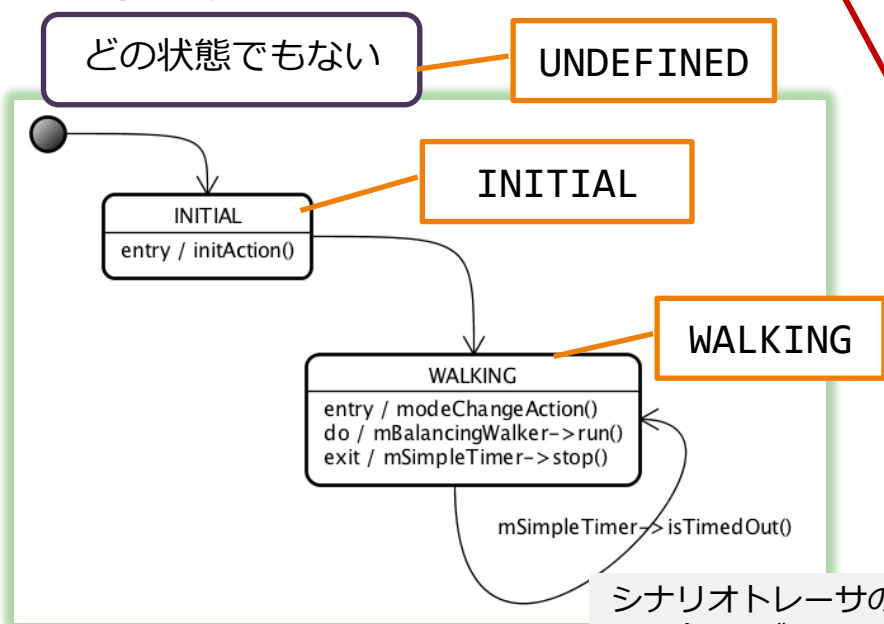 どの状態でもない
UNDEFINED
INITIAL
INITIAL
entry / initAction()
WALKING
WALKING
entry / modeChangeAction()
do / mBalancingWalker->run()
exit / mSimpleTimer->stop()
mSimpleTimer->isTimedOut()
シナリオトレーサの